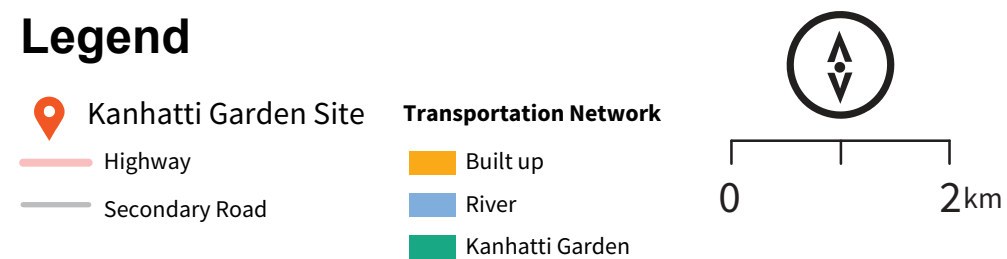 Legend
Kanhatti Garden Site
Highway
Secondary Road
Transportation Network
Built up
River
Kanhatti Garden
0 2km